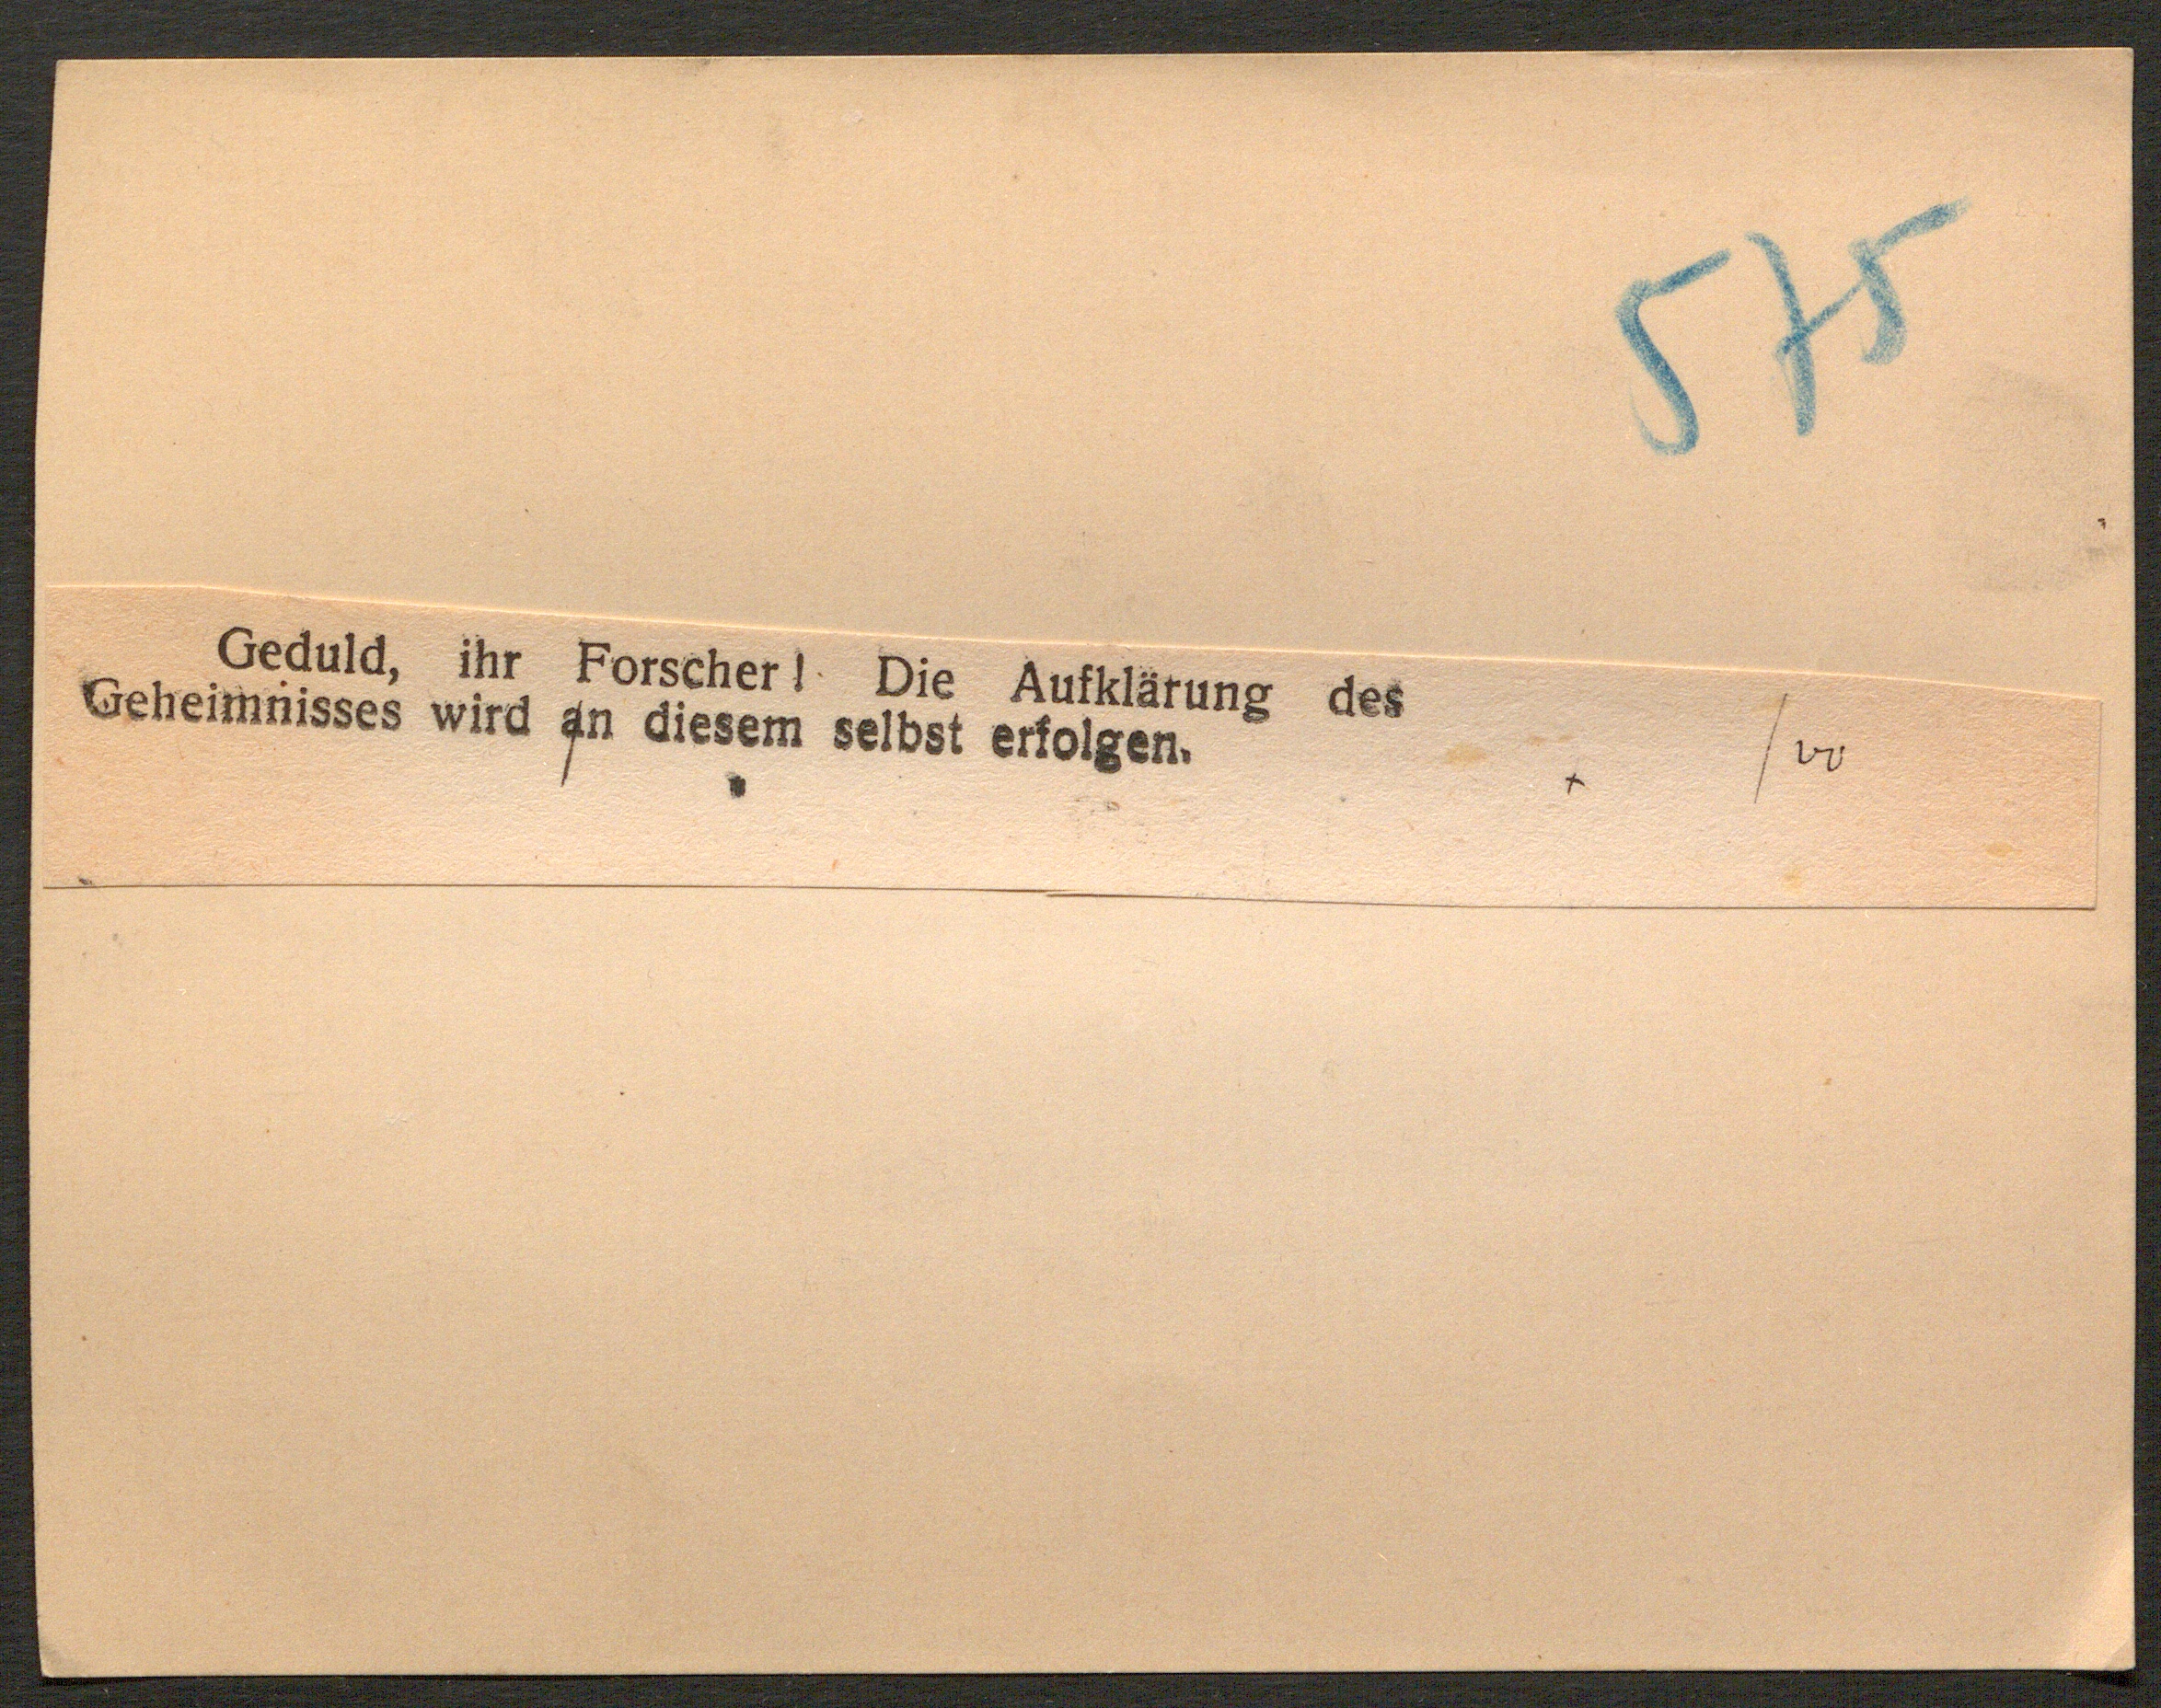 575
Geduld, ihr Forscher! Die Aufklärung des
Geheimnisses wird an diesem selbst erfolgen.